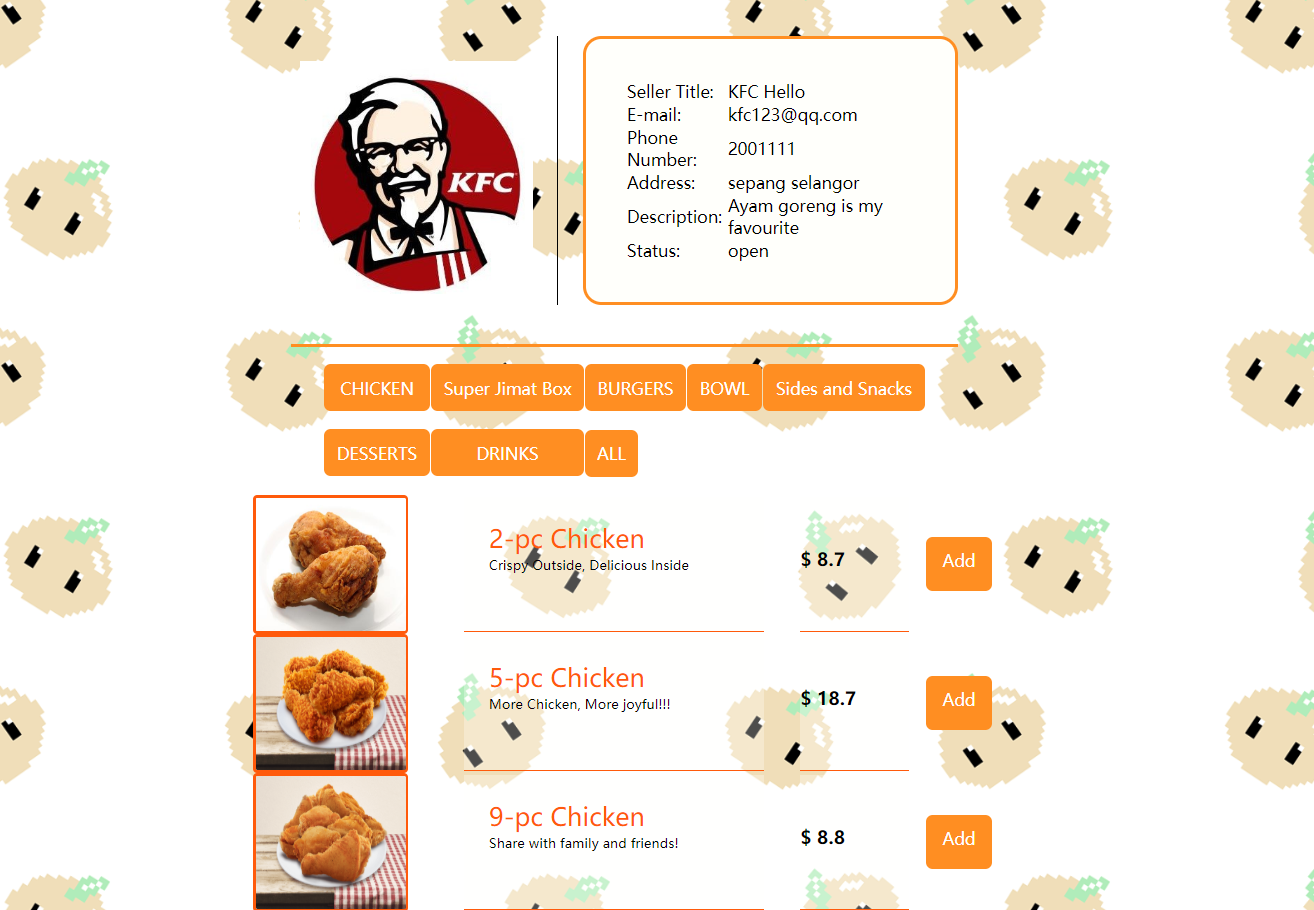 KFC
Seller Title: KFC Hello
E-mail: kfc123@qq.com
Phone
Number: 2001111
Address: sepang selangor
Description: Ayam goreng is my
favourite
Status: open
CHICKEN Super Jimat Box BURGERS BOWL Sides and Snacks
DESSERTS DRINKS ALL
2-pc Chicken
Crispy Outside, Delicious Inside
$ 8.7
Add
5-pc Chicken
More Chicken, More joyful!!!
$ 18.7
Add
9-pc Chicken
Share with family and friends!
$ 8.8
Add